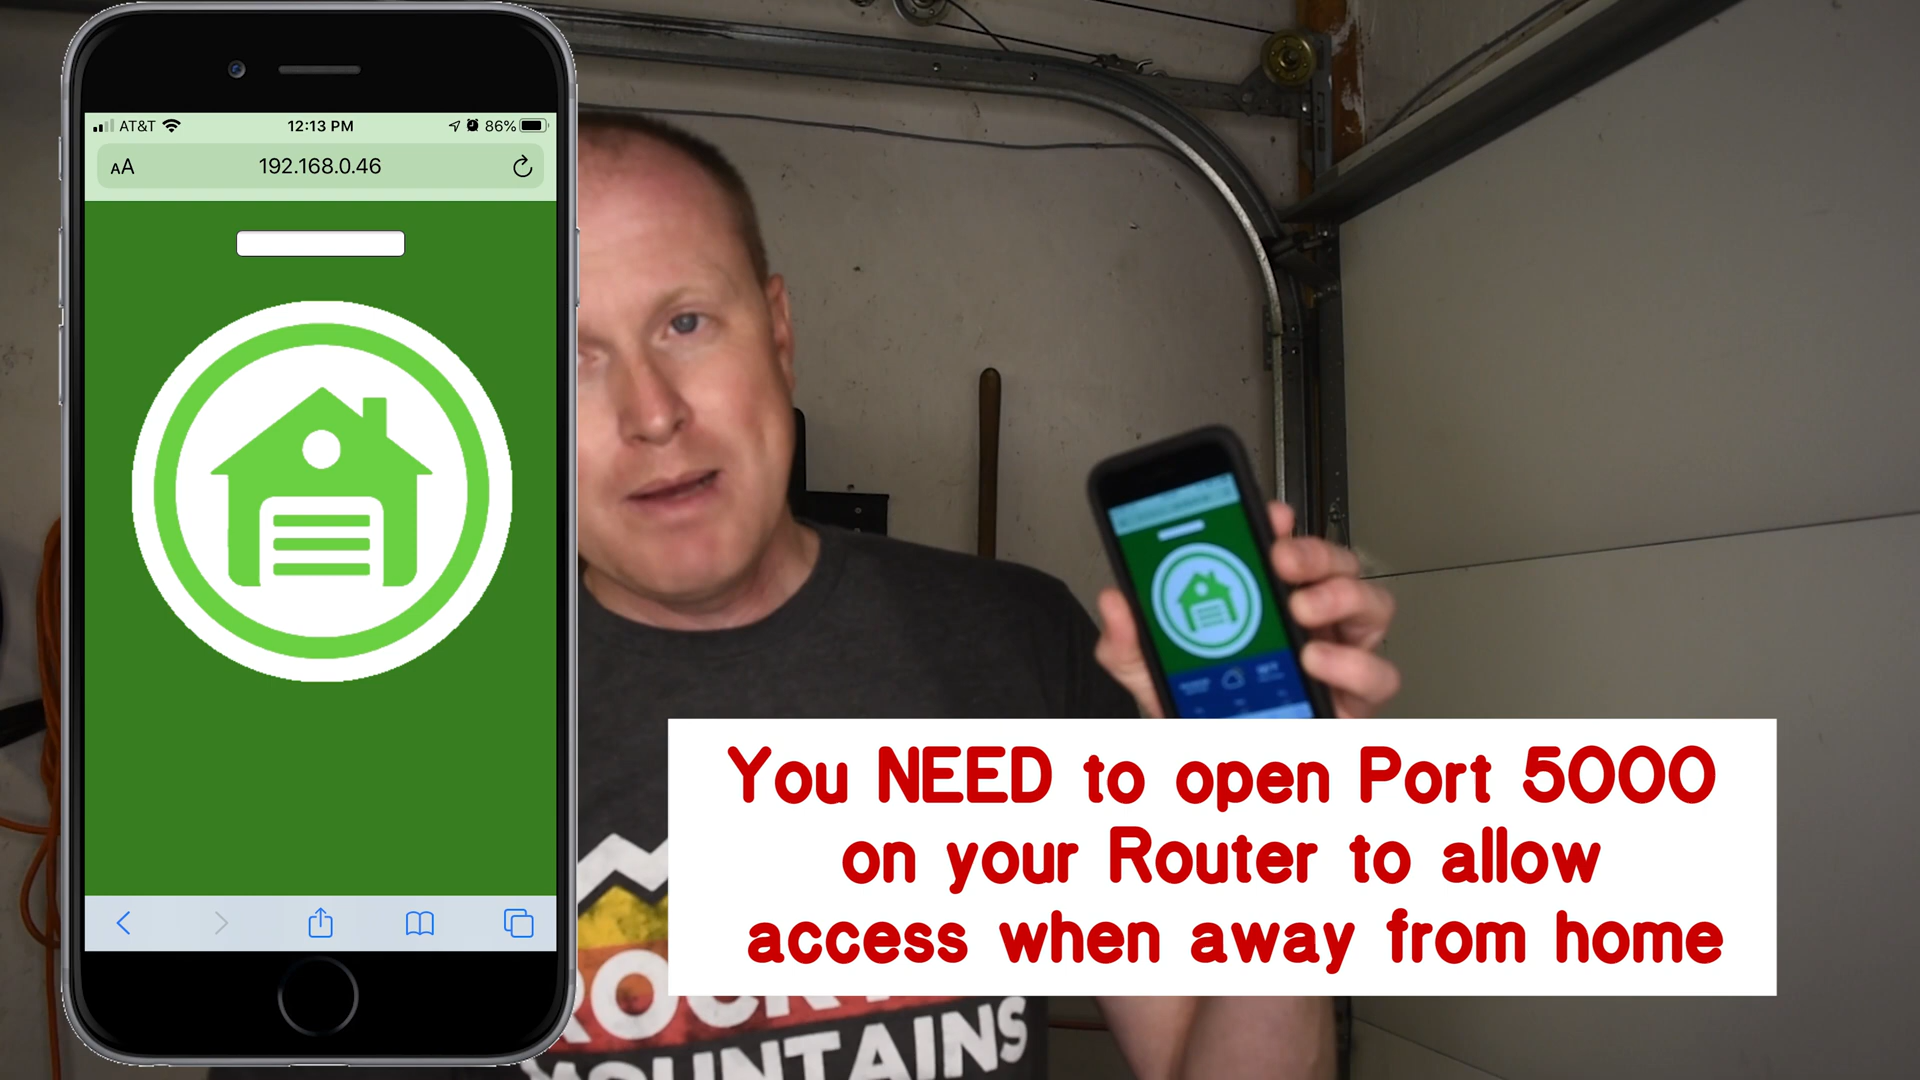 AT&T
12:13 PM
86%
AA
192.168.0.46
You NEED to open Port 5000
on your Router to allow
access when away from home
MOUNTAINS